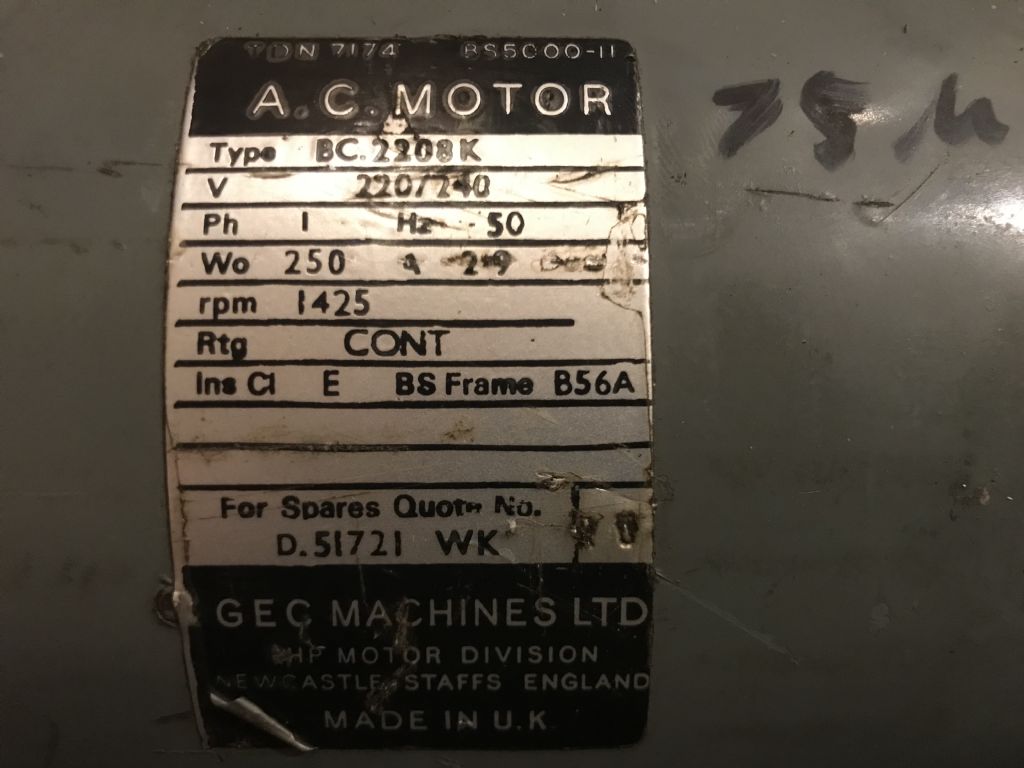 7174 BS5000-11
A.C. MOTOR
Type BC.2208K
V 220/240
Ph 1 Hz 50
Wo 250 A 2.9
rpm 1425
Rtg CONT
Ins Cl E BS Frame B56A
For Spares Quote No.
D.51721 WK
GEC MACHINES LTD
MOTOR DIVISION
NEWCASTLE STAFFS ENGLAND
MADE IN U.K.